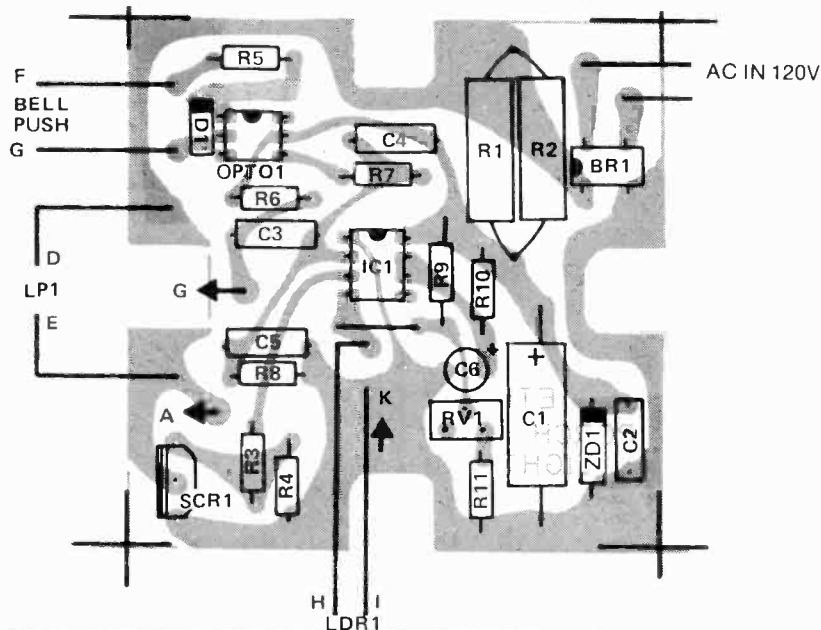 R5
F
AC IN 120V
BELL
PUSH
D1
G
C4
OPTO1
R1
R2
BR1
R7
R6
C3
D
IC1
R9
R10
LP1
G
E
C5
+
+
R8
C6
K
A
RV1
C1
ZD1
C2
R3
R4
SCR1
R11
H
I
LDR1